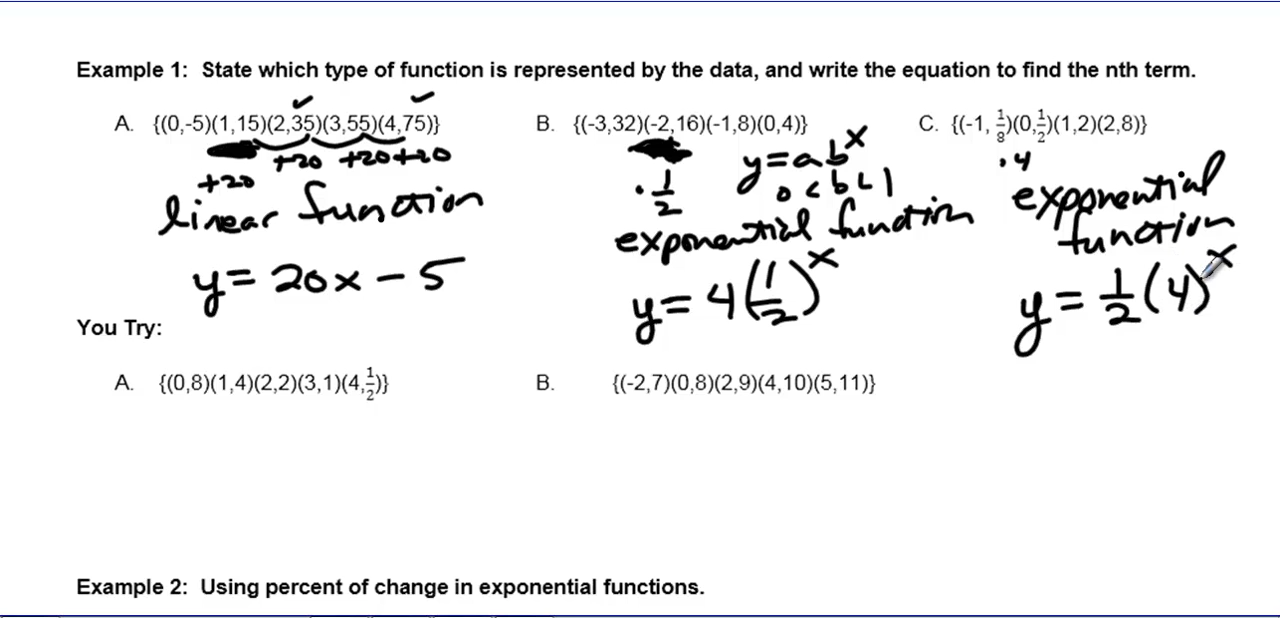 Example 1: State which type of function is represented by the data, and write the equation to find the nth term.
A. {(0,-5)(1,15)(2,35)(3,55)(4,75)}
+20 +20 +20
+20
linear function
y = 20x - 5
B. {(-3,32)(-2,16)(-1,8)(0,4)}
y = ab^x
· 1/2
0 < b < 1
exponential function
y = 4(1/2)^x
C. {(-1, 1/8)(0, 1/2)(1,2)(2,8)}
· 4
exponential
function
y = 1/2(4)^x
You Try:
A. {(0,8)(1,4)(2,2)(3,1)(4, 1/2)}
B. {(-2,7)(0,8)(2,9)(4,10)(5,11)}
Example 2: Using percent of change in exponential functions.